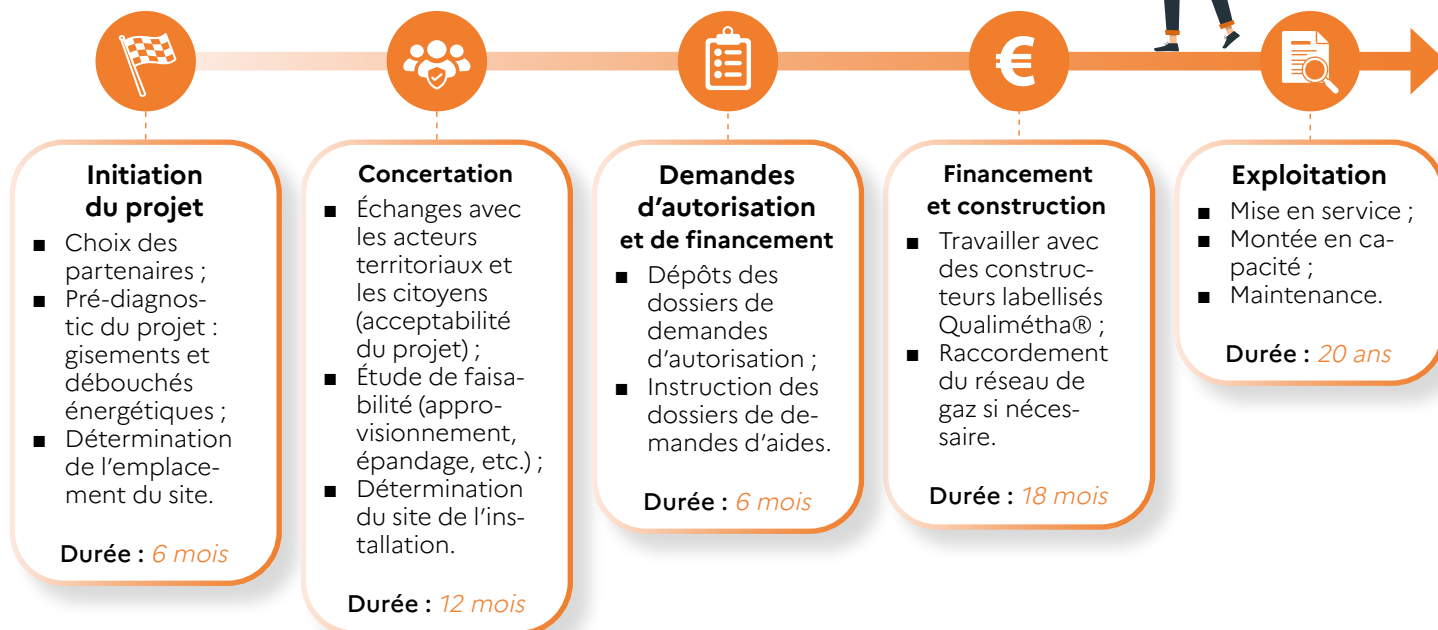 Initiation
du projet
■ Choix des
partenaires ;
■ Pré-diagnos-
tic du projet :
gisements et
débouchés
énergétiques ;
■ Détermination
de l'emplace-
ment du site.
Durée : 6 mois
Concertation
■ Échanges avec
les acteurs
territoriaux et
les citoyens
(acceptabilité
du projet) ;
■ Étude de faisa-
bilité (appro-
visionnement,
épandage, etc.) ;
■ Détermination
du site de l'ins-
tallation.
Durée : 12 mois
Demandes
d'autorisation
et de financement
■ Dépôts des
dossiers de
demandes
d'autorisation ;
■ Instruction des
dossiers de de-
mandes d'aides.
Durée : 6 mois
€
Financement
et construction
■ Travailler avec
des construc-
teurs labellisés
Qualimétha® ;
■ Raccordement
du réseau de
gaz si néces-
saire.
Durée : 18 mois
Exploitation
■ Mise en service ;
■ Montée en ca-
pacité ;
■ Maintenance.
Durée : 20 ans